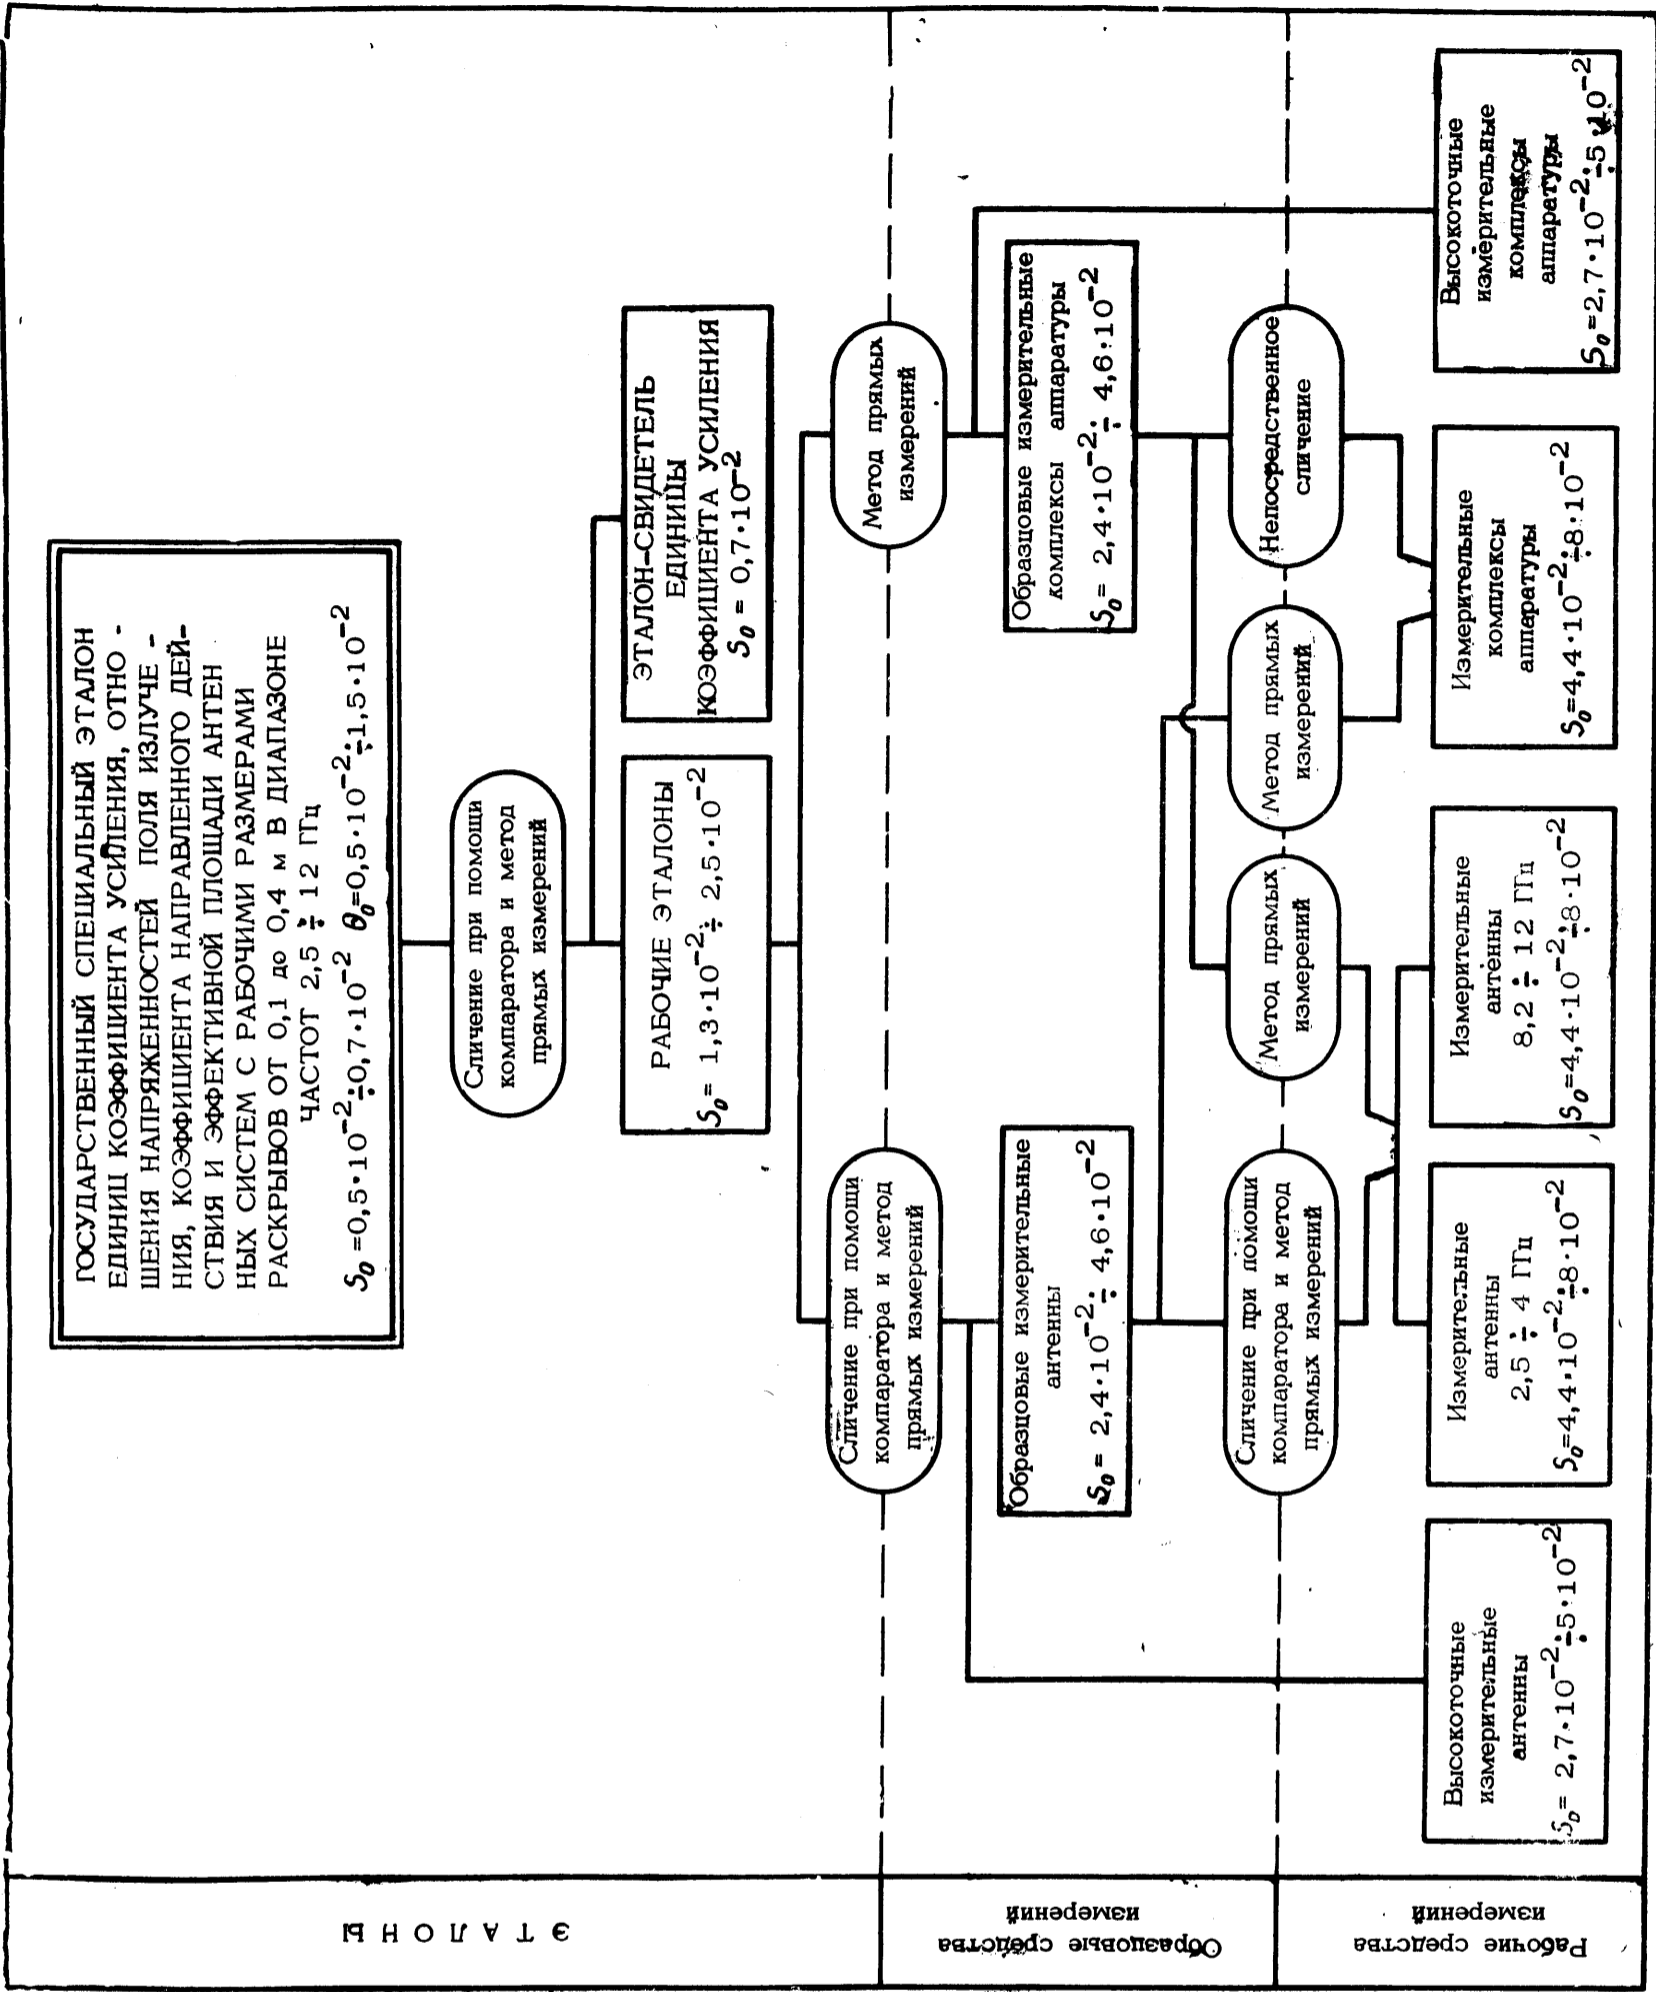 ЭТАЛОНЫ
ГОСУДАРСТВЕННЫЙ СПЕЦИАЛЬНЫЙ ЭТАЛОН
ЕДИНИЦ КОЭФФИЦИЕНТА УСИЛЕНИЯ, ОТНО -
ШЕНИЯ НАПРЯЖЕННОСТЕЙ ПОЛЯ ИЗЛУЧЕ -
НИЯ, КОЭФФИЦИЕНТА НАПРАВЛЕННОГО ДЕЙ-
СТВИЯ И ЭФФЕКТИВНОЙ ПЛОЩАДИ АНТЕН
НЫХ СИСТЕМ С РАБОЧИМИ РАЗМЕРАМИ
РАСКРЫВОВ ОТ 0,1 до 0,4 м В ДИАПАЗОНЕ
ЧАСТОТ 2,5 ÷ 12 ГГц
S₀ =0,5·10⁻²÷0,7·10⁻² θ₀=0,5·10⁻²÷1,5·10⁻²
Сличение при помощи
компаратора и метод
прямых измерений
РАБОЧИЕ ЭТАЛОНЫ
S₀= 1,3·10⁻²÷ 2,5·10⁻²
ЭТАЛОН-СВИДЕТЕЛЬ
ЕДИНИЦЫ
КОЭФФИЦИЕНТА УСИЛЕНИЯ
S₀ = 0,7·10⁻²
Образцовые средства
измерений
Сличение при помощи
компаратора и метод
прямых измерений
Метод прямых
измерений
Образцовые измерительные
антенны
S₀= 2,4·10⁻²÷ 4,6·10⁻²
Образцовые измерительные
комплексы аппаратуры
S₀= 2,4·10⁻²÷ 4,6·10⁻²
Рабочие средства
измерений
Сличение при помощи
компаратора и метод
прямых измерений
Метод прямых
измерений
Метод прямых
измерений
Непосредственное
сличение
Высокоточные
измерительные
антенны
S₀= 2,7·10⁻²÷5·10⁻²
Измерительные
антенны
2,5 ÷ 4 ГГц
S₀=4,4·10⁻²÷8·10⁻²
Измерительные
антенны
8,2 ÷ 12 ГГц
S₀=4,4·10⁻²÷8·10⁻²
Измерительные
комплексы
аппаратуры
S₀=4,4·10⁻²÷8·10⁻²
Высокоточные
измерительные
комплексы
аппаратуры
S₀=2,7·10⁻²÷5·10⁻²